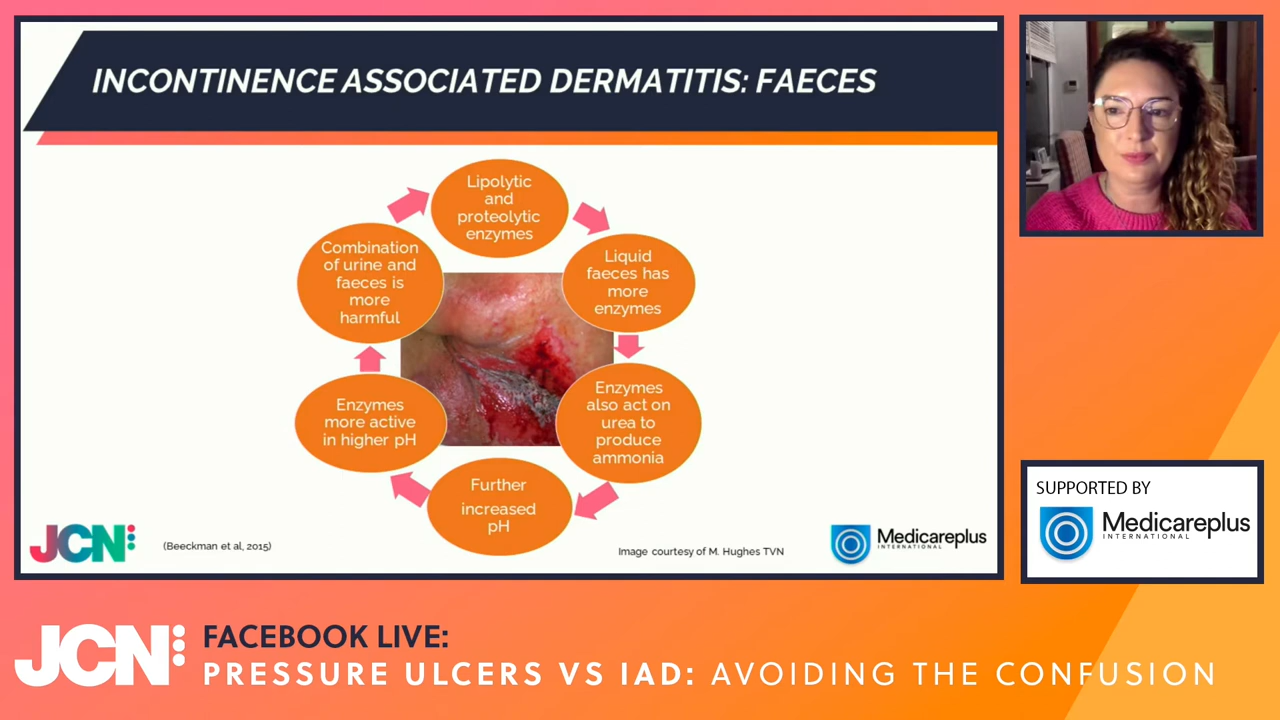 INCONTINENCE ASSOCIATED DERMATITIS: FAECES
Lipolytic
and
proteolytic
enzymes
Liquid
faeces has
more
enzymes
Enzymes
also act on
urea to
produce
ammonia
Further
increased
pH
Enzymes
more active
in higher pH
Combination
of urine and
faeces is
more
harmful
JCN
(Beeckman et al, 2015)
Image courtesy of M. Hughes TVN
Medicareplus
INTERNATIONAL
SUPPORTED BY
Medicareplus
INTERNATIONAL
JCN
FACEBOOK LIVE:
PRESSURE ULCERS VS IAD: AVOIDING THE CONFUSION